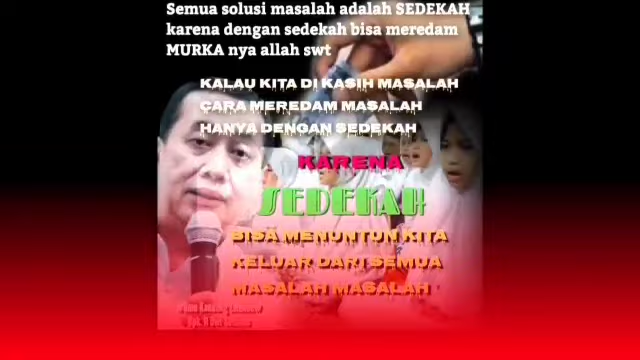 Semua solusi masalah adalah SEDEKAH
karena dengan sedekah bisa meredam
MURKA nya allah swt
KALAU KITA DI KASIH MASALAH
CARA MEREDAM MASALAH
HANYA DENGAN SEDEKAH
KARENA
SEDEKAH
BISA MENUNTUN KITA
KELUAR DARI SEMUA
MASALAH MASALAH